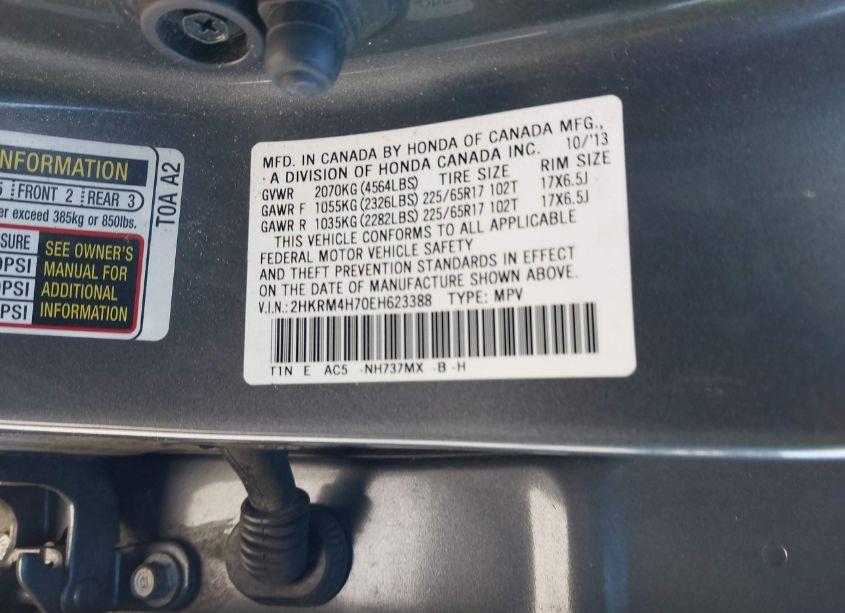 INFORMATION
FRONT 2 REAR 3
er exceed 385kg or 850lbs.
SEE OWNER'S
MANUAL FOR
ADDITIONAL
INFORMATION
PSI
PSI
PSI
T0A A2
MFD. IN CANADA BY HONDA OF CANADA MFG.,
A DIVISION OF HONDA CANADA INC. 10/'13
GVWR 2070KG(4564LBS) TIRE SIZE RIM SIZE
GAWR F 1055KG(2326LBS) 225/65R17 102T 17X6.5J
GAWR R 1035KG(2282LBS) 225/65R17 102T 17X6.5J
THIS VEHICLE CONFORMS TO ALL APPLICABLE
FEDERAL MOTOR VEHICLE SAFETY
AND THEFT PREVENTION STANDARDS IN EFFECT
ON THE DATE OF MANUFACTURE SHOWN ABOVE.
V.I.N.: 2HKRM4H70EH623388 TYPE: MPV
T1N E AC5 -NH737MX -B -H